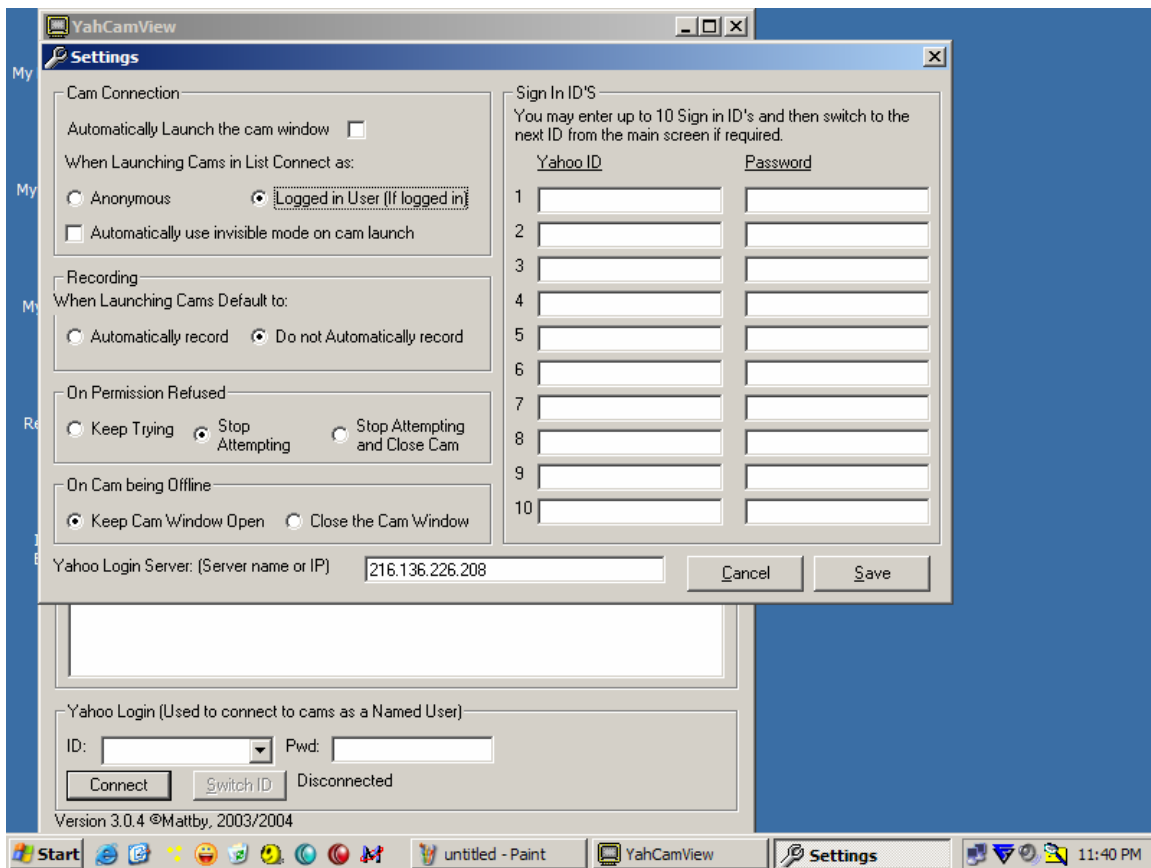 YahCamView
Settings
My
My
My
Re
Cam Connection
Automatically Launch the cam window
When Launching Cams in List Connect as:
Anonymous
Logged in User (If logged in)
Automatically use invisible mode on cam launch
Recording
When Launching Cams Default to:
Automatically record
Do not Automatically record
On Permission Refused
Keep Trying
Stop
Attempting
Stop Attempting
and Close Cam
On Cam being Offline
Keep Cam Window Open
Close the Cam Window
Sign In ID'S
You may enter up to 10 Sign in ID's and then switch to the
next ID from the main screen if required.
Yahoo ID Password
1
2
3
4
5
6
7
8
9
10
Yahoo Login Server: (Server name or IP) 216.136.226.208
Cancel
Save
Yahoo Login (Used to connect to cams as a Named User)
ID: Pwd:
Connect
Switch ID
Disconnected
Version 3.0.4 ©Mattby, 2003/2004
Start
untitled - Paint
YahCamView
Settings
11:40 PM